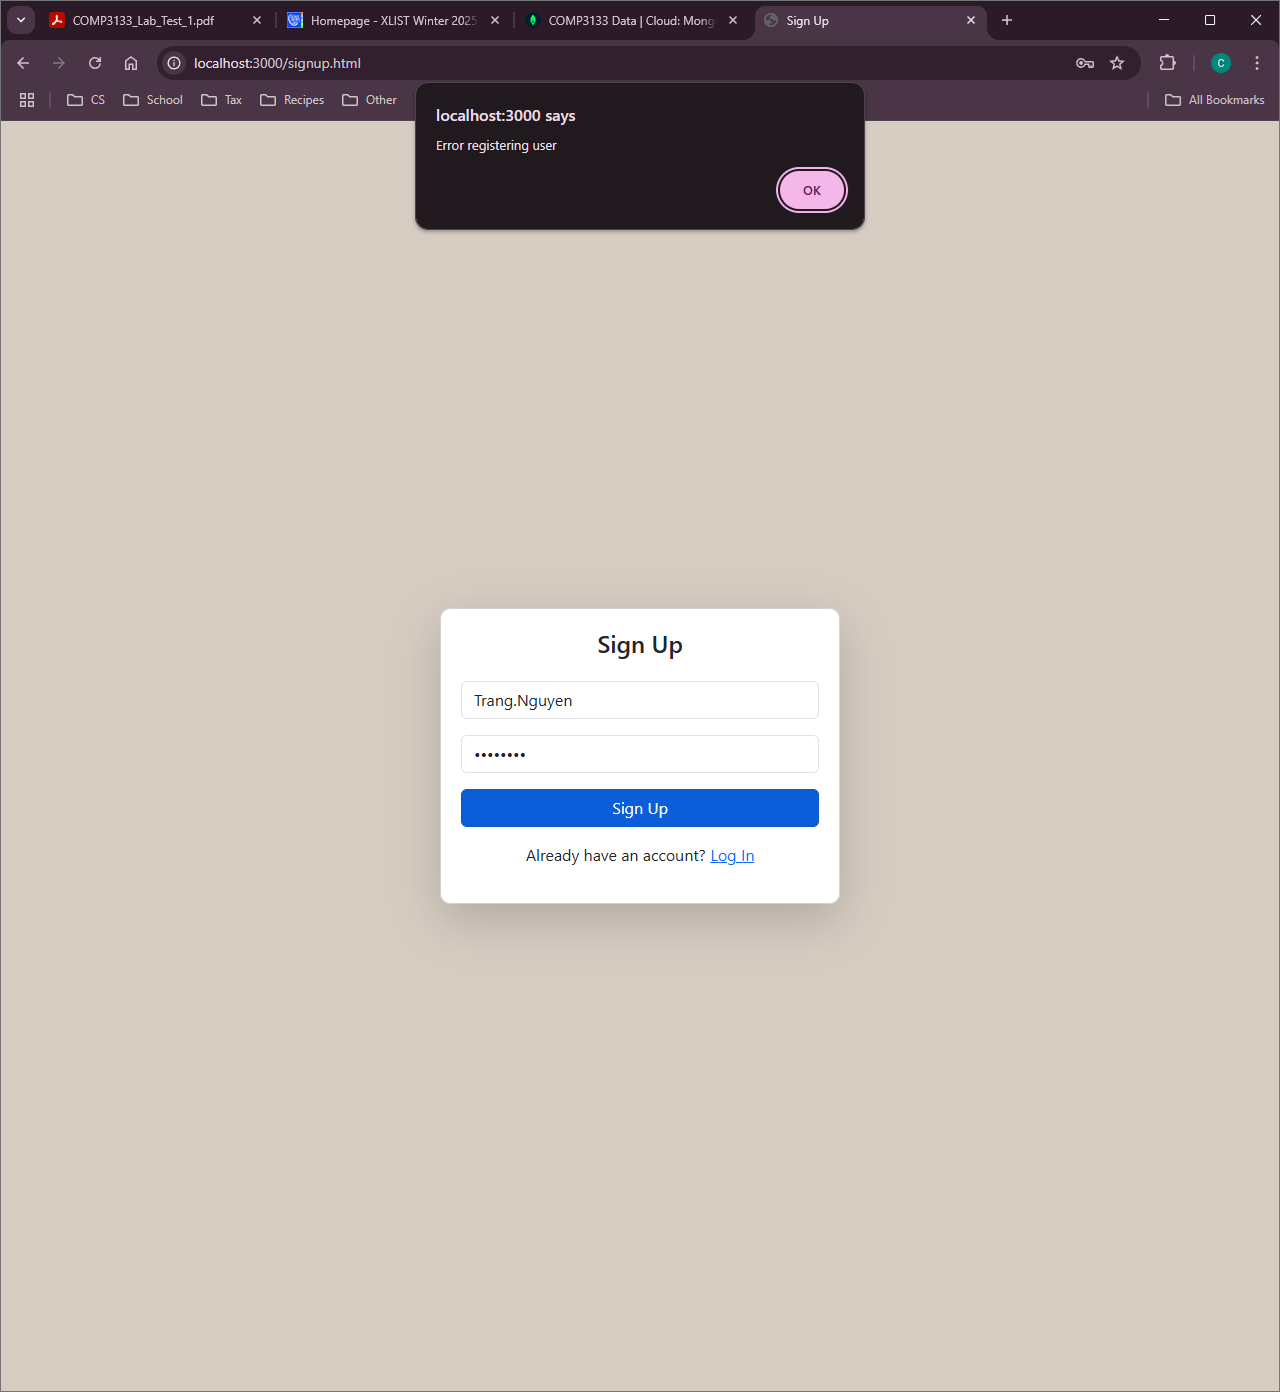 COMP3133_Lab_Test_1.pdf
Homepage - XLIST Winter 2025
COMP3133 Data | Cloud: Mong
Sign Up
localhost:3000/signup.html
C
CS
School
Tax
Recipes
Other
All Bookmarks
localhost:3000 says
Error registering user
OK
Sign Up
Trang.Nguyen
••••••••
Sign Up
Already have an account? Log In